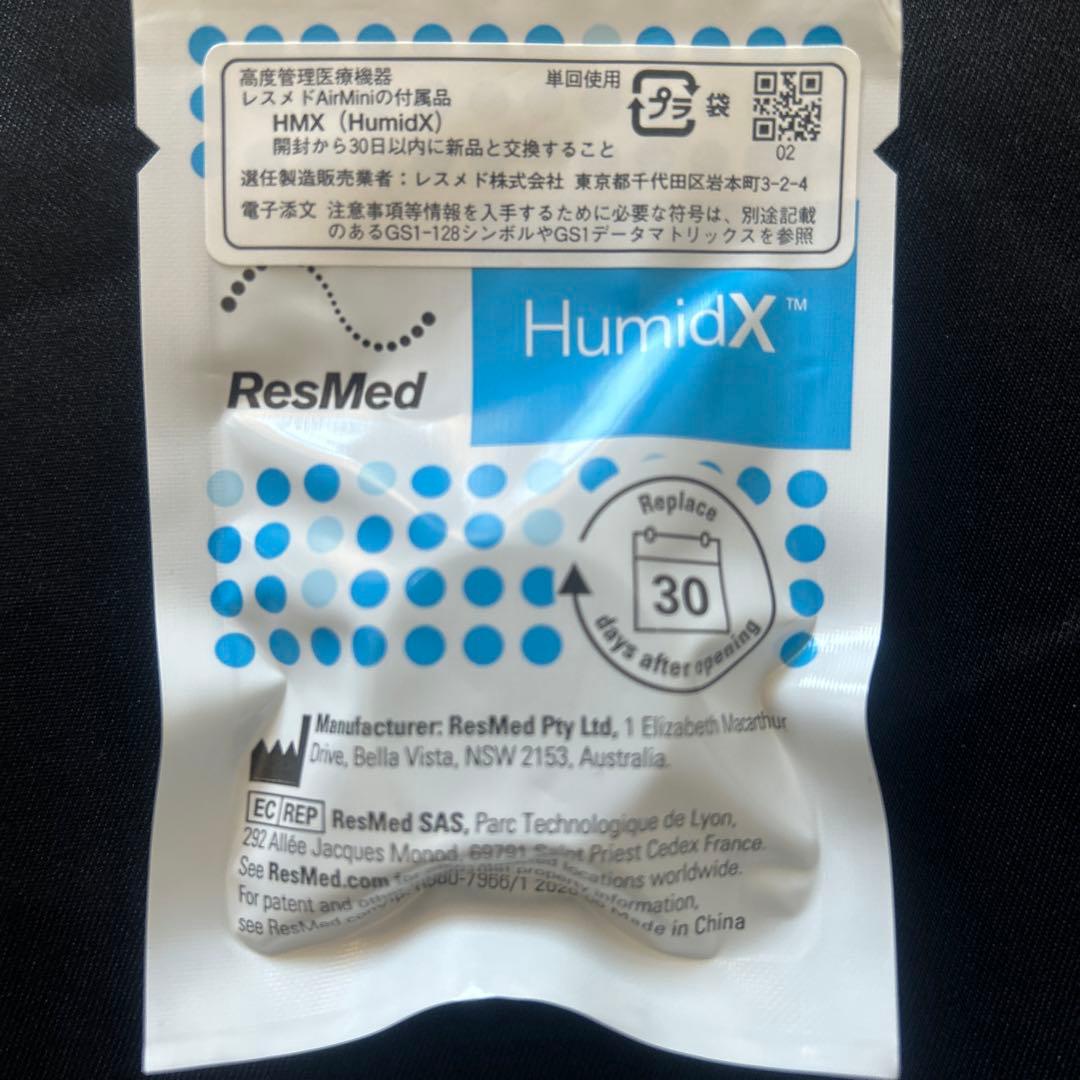 高度管理医療機器 単回使用 プラ 袋
レスメドAirMiniの付属品
HMX（HumidX）
開封から30日以内に新品と交換すること
02
選任製造販売業者：レスメド株式会社 東京都千代田区岩本町3-2-4
電子添文 注意事項等情報を入手するために必要な符号は、別途記載
のあるGS1-128シンボルやGS1データマトリックスを参照
HumidX™
ResMed
Replace
30
days after opening
Manufacturer: ResMed Pty Ltd, 1 Elizabeth Macarthur
Drive, Bella Vista, NSW 2153, Australia.
EC REP ResMed SAS, Parc Technologique de Lyon,
292 Allée Jacques Monod, 69791 Saint Priest Cedex France.
See ResMed.com for locations worldwide.
For patent and property information,
see ResMed Made in China